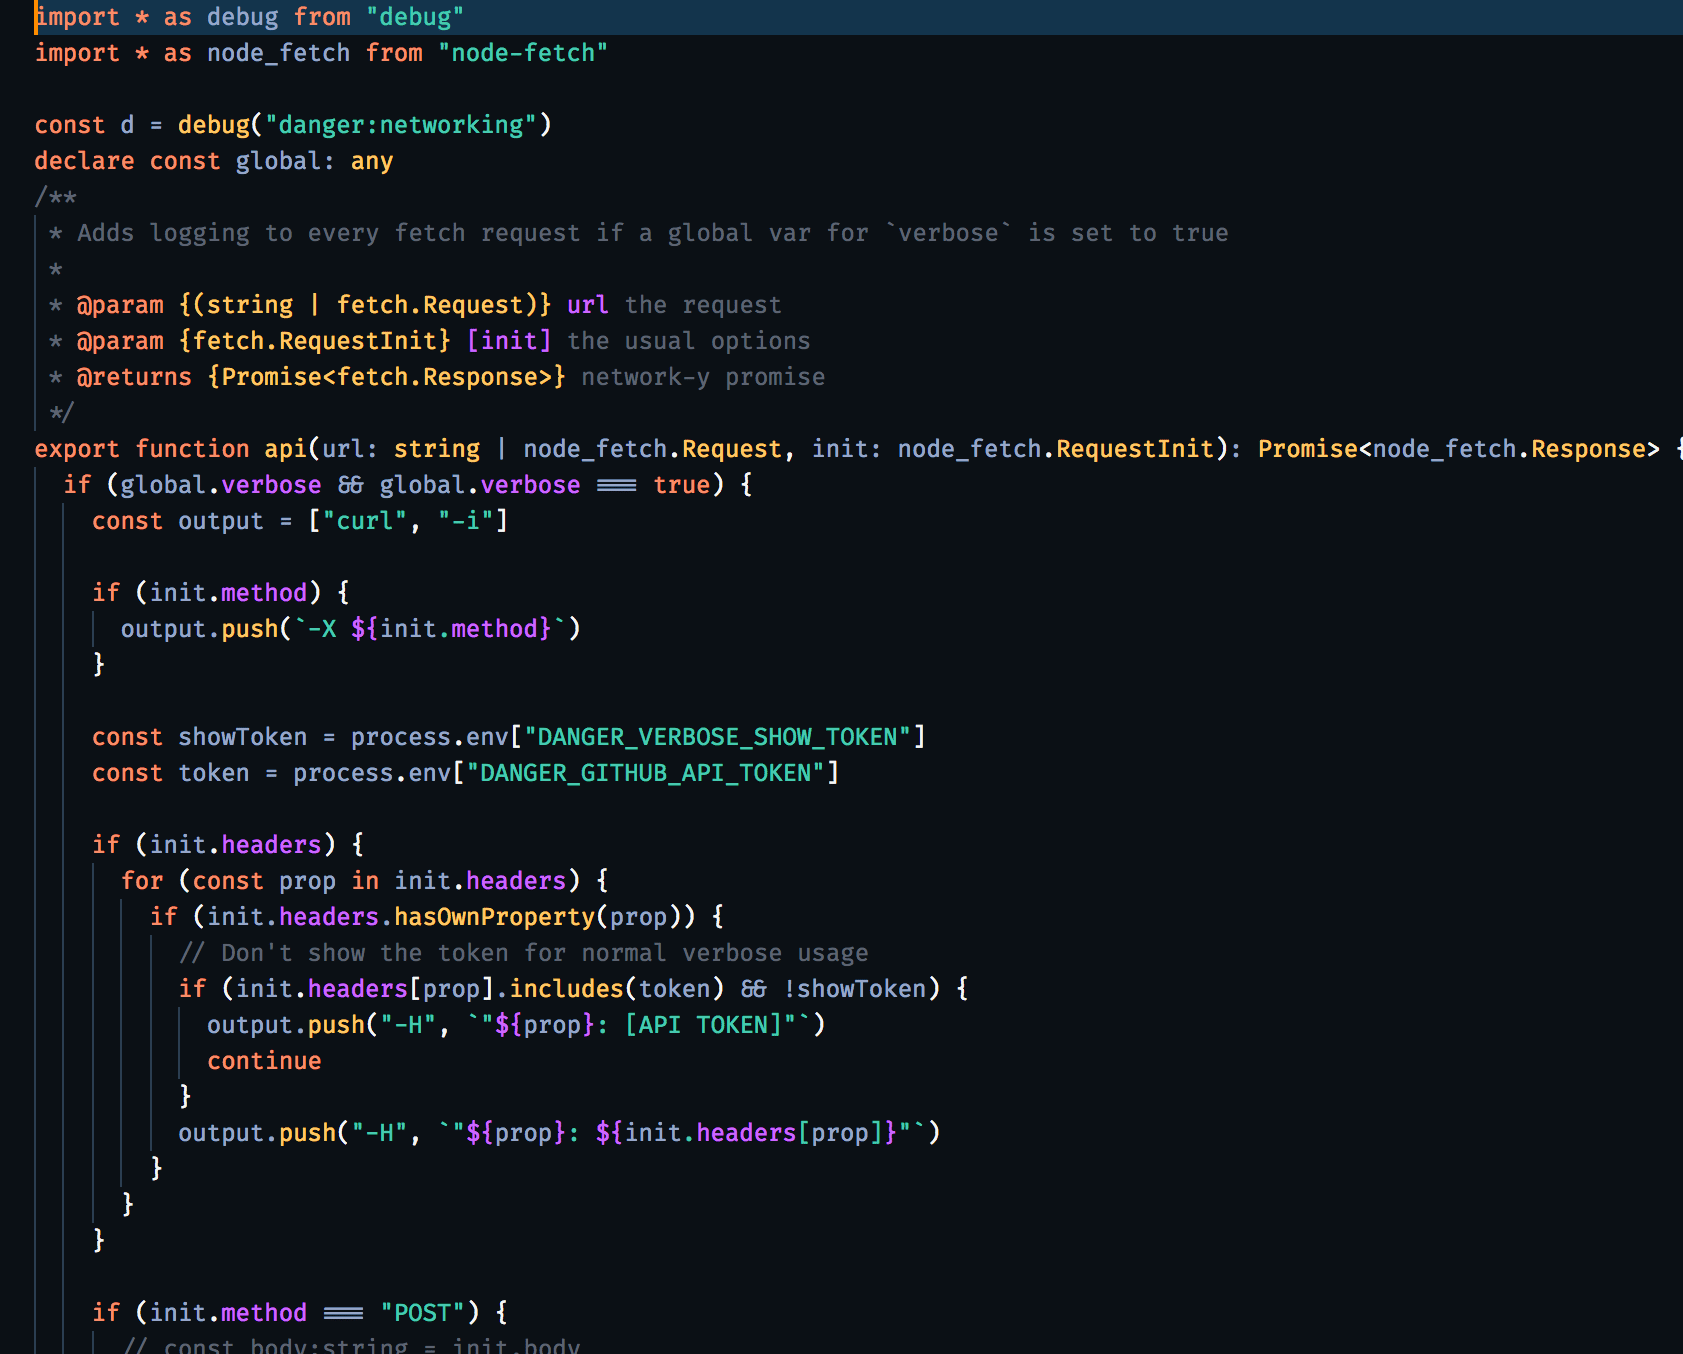 import * as debug from "debug"
import * as node_fetch from "node-fetch"
const d = debug("danger:networking")
declare const global: any
/**
* Adds logging to every fetch request if a global var for `verbose` is set to true
*
* @param {(string | fetch.Request)} url the request
* @param {fetch.RequestInit} [init] the usual options
* @returns {Promise<fetch.Response>} network-y promise
*/
export function api(url: string | node_fetch.Request, init: node_fetch.RequestInit): Promise<node_fetch.Response> {
if (global.verbose && global.verbose === true) {
const output = ["curl", "-i"]
if (init.method) {
output.push(`-X ${init.method}`)
}
const showToken = process.env["DANGER_VERBOSE_SHOW_TOKEN"]
const token = process.env["DANGER_GITHUB_API_TOKEN"]
if (init.headers) {
for (const prop in init.headers) {
if (init.headers.hasOwnProperty(prop)) {
// Don't show the token for normal verbose usage
if (init.headers[prop].includes(token) && !showToken) {
output.push("-H", `"${prop}: [API TOKEN]"`)
continue
}
output.push("-H", `"${prop}: ${init.headers[prop]}"`)
}
}
}
if (init.method === "POST") {
// const body:string = init.body